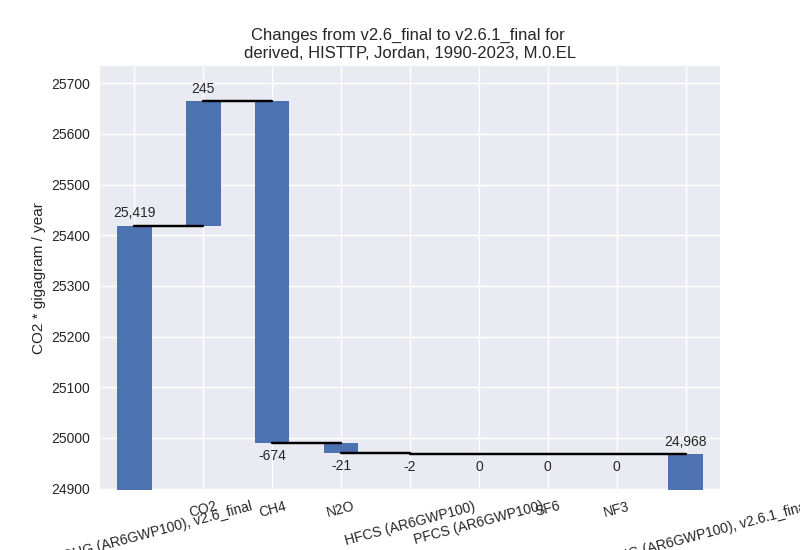 Changes from v2.6_final to v2.6.1_final for
derived, HISTTP, Jordan, 1990-2023, M.0.EL
CO2 * gigagram / year
25700
25600
25500
25400
25300
25200
25100
25000
24900
25,419
245
-674
-21
-2
0
0
0
24,968
(AR6GWP100), v2.6_final
CO2
CH4
N2O
HFCS (AR6GWP100)
PFCS (AR6GWP100)
SF6
NF3
(AR6GWP100), v2.6.1